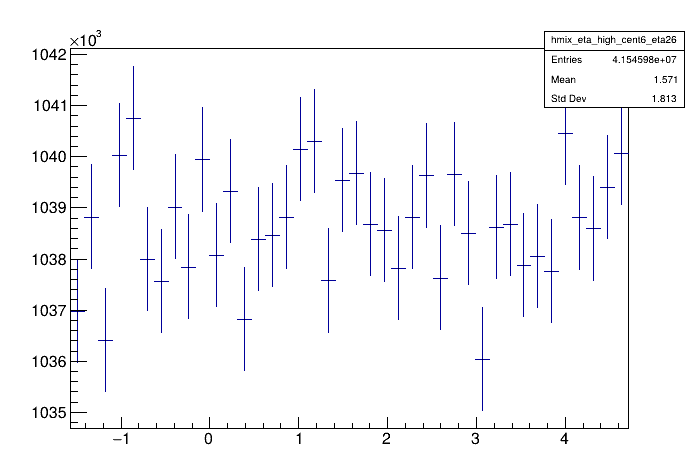 ×10³
hmix_eta_high_cent6_eta26
Entries 4.154598e+07
Mean 1.571
Std Dev 1.813
1042
1041
1040
1039
1038
1037
1036
1035
−1 0 1 2 3 4